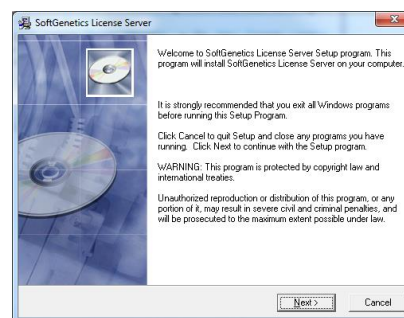 SoftGenetics License Server
Welcome to SoftGenetics License Server Setup program. This
program will install SoftGenetics License Server on your computer.
It is strongly recommended that you exit all Windows programs
before running this Setup Program.
Click Cancel to quit Setup and close any programs you have
running. Click Next to continue with the Setup program.
WARNING: This program is protected by copyright law and
international treaties.
Unauthorized reproduction or distribution of this program, or any
portion of it, may result in severe civil and criminal penalties, and
will be prosecuted to the maximum extent possible under law.
Next >
Cancel